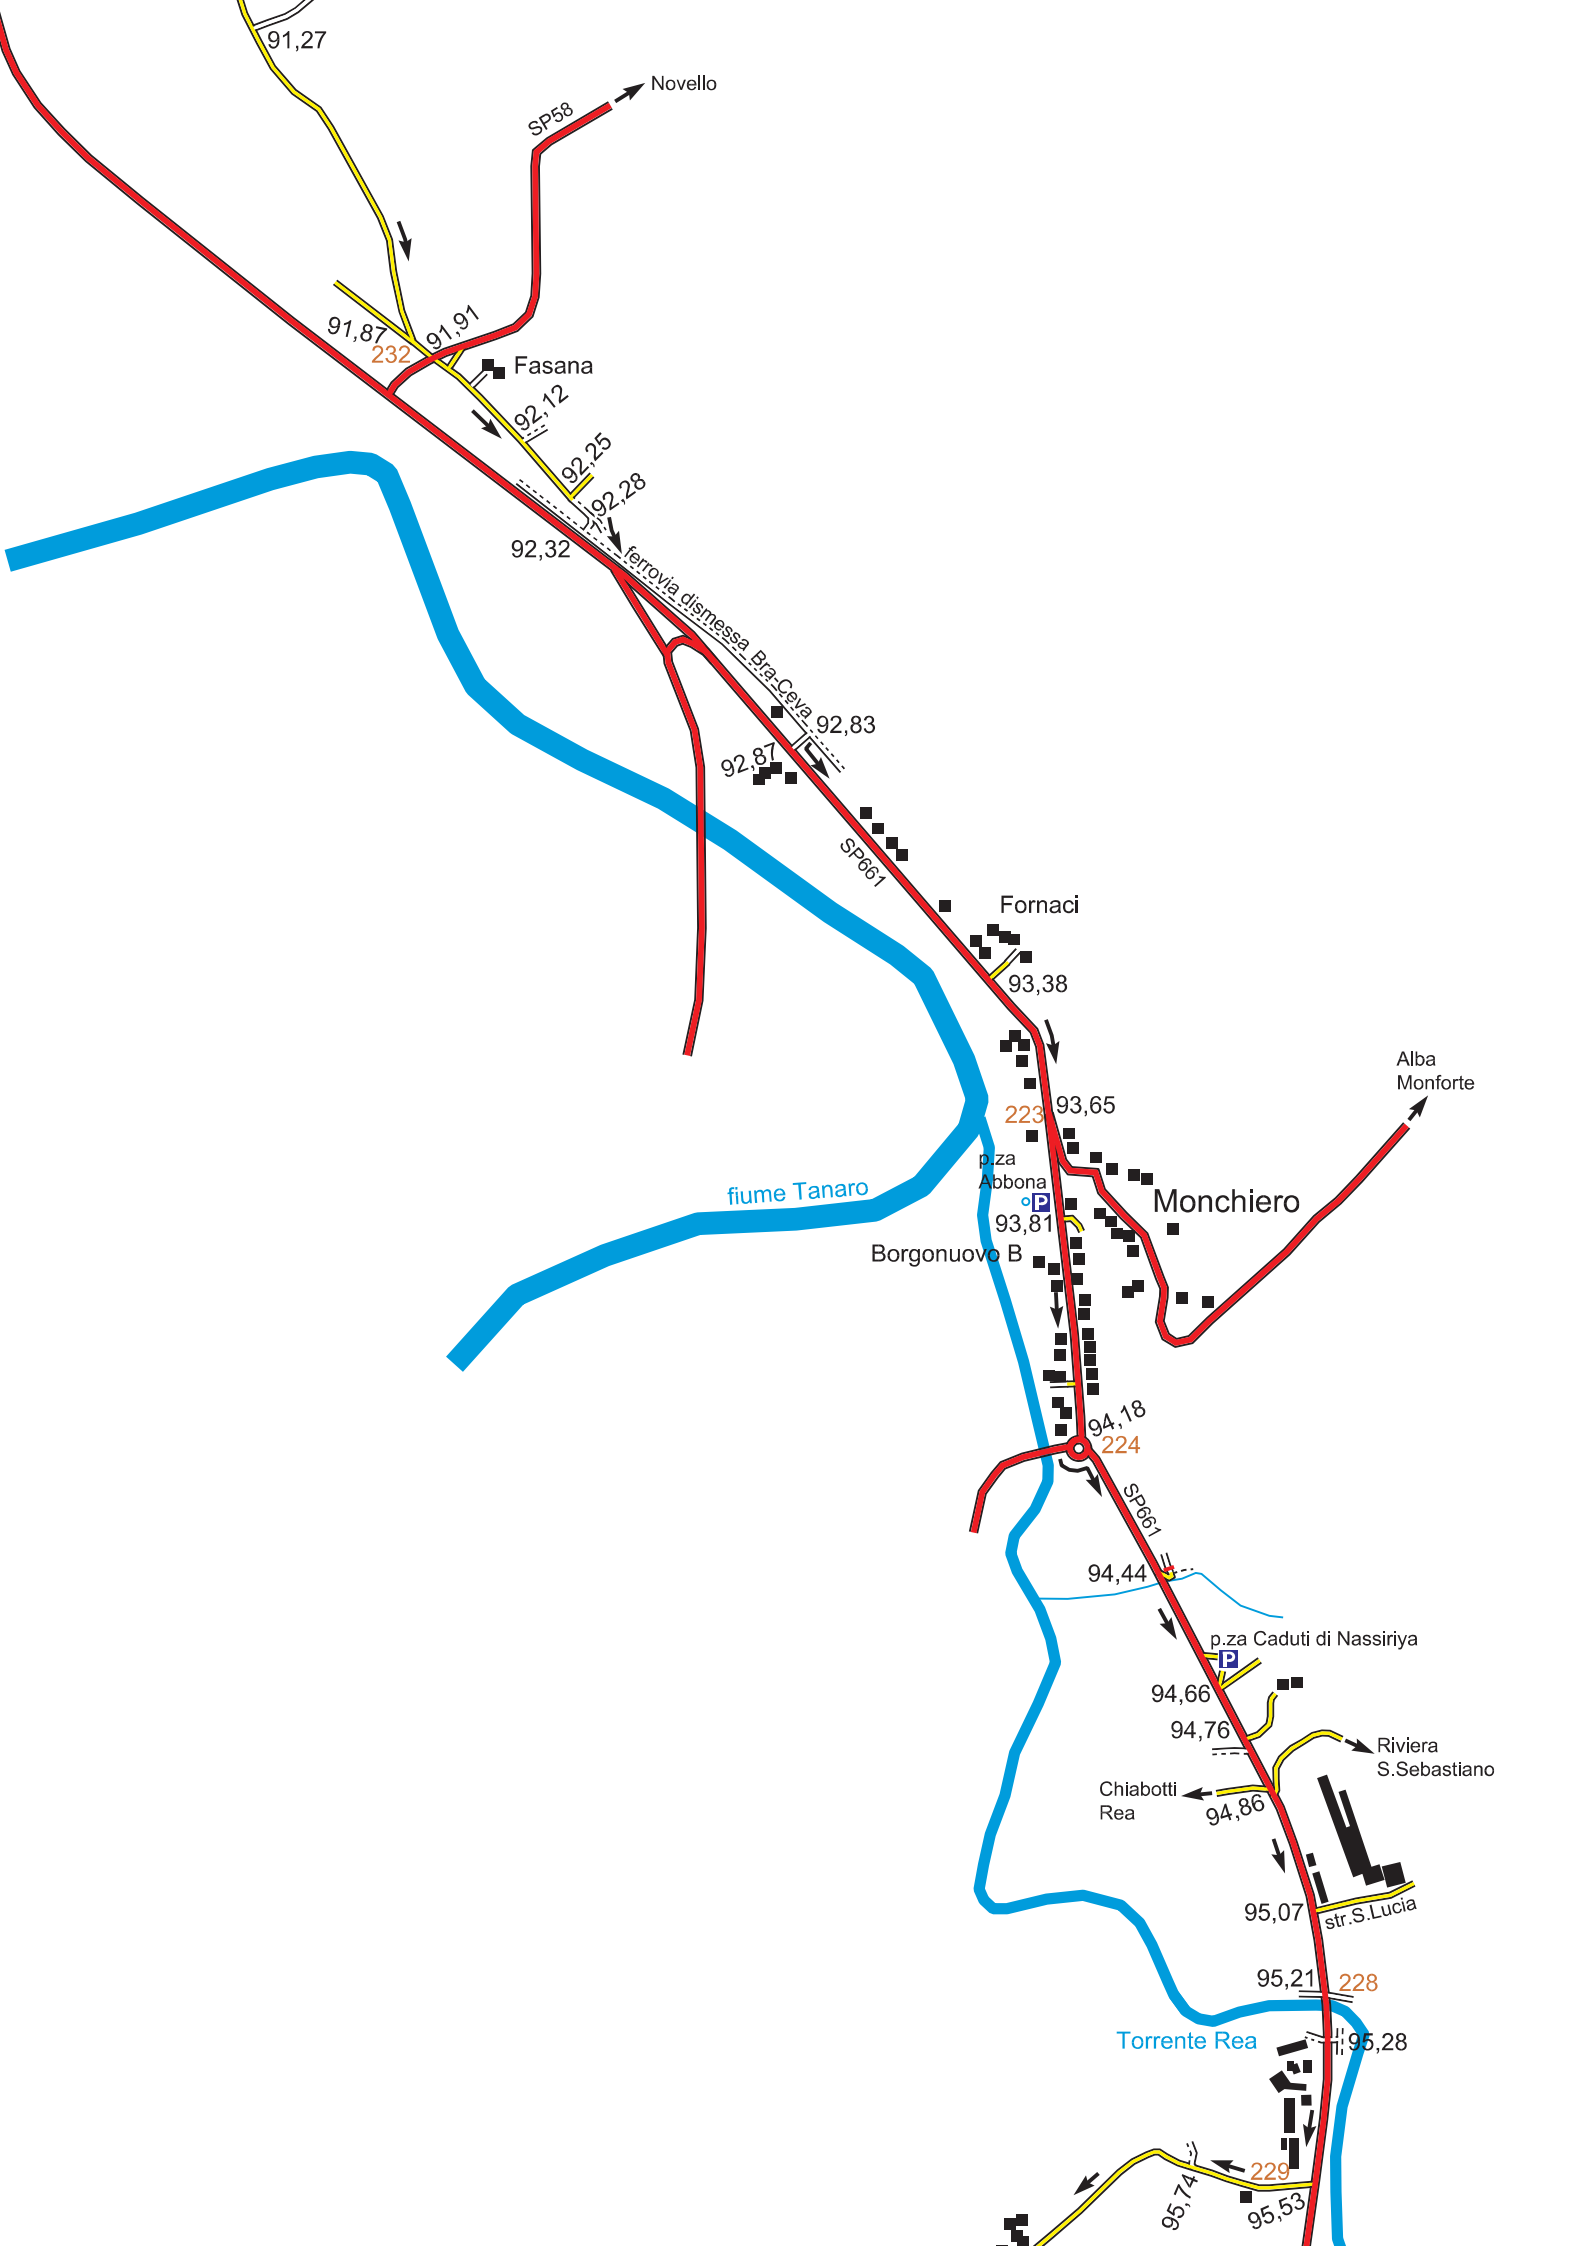 91,27
Novello
SP58
91,87
91,91
232
Fasana
92,12
92,25
92,28
92,32
ferrovia dismessa Bra-Ceva
92,83
92,87
SP661
Fornaci
93,38
Alba
Monforte
93,65
223
p.za
Abbona
P
Monchiero
fiume Tanaro
93,81
Borgonuovo B
94,18
224
SP661
94,44
p.za Caduti di Nassiriya
P
94,66
94,76
Riviera
S.Sebastiano
Chiabotti
Rea
94,86
95,07
str.S.Lucia
95,21
228
Torrente Rea
95,28
229
95,74
95,53